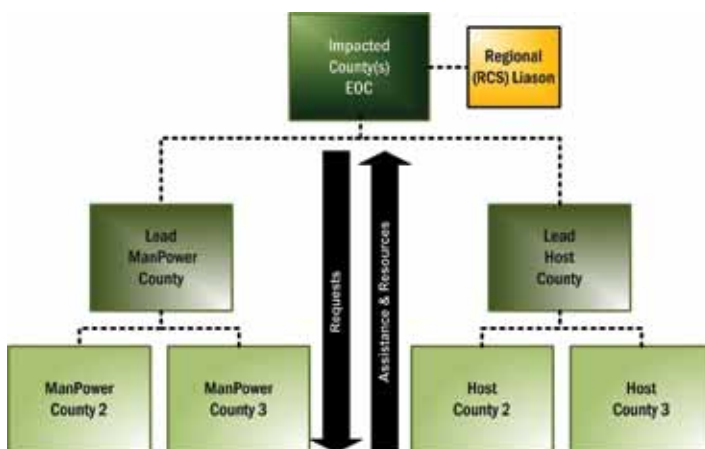 Impacted
County(s)
EOC
Regional
(RCS) Liason
Lead
ManPower
County
Requests
Assistance & Resources
Lead
Host
County
ManPower
County 2
ManPower
County 3
Host
County 2
Host
County 3